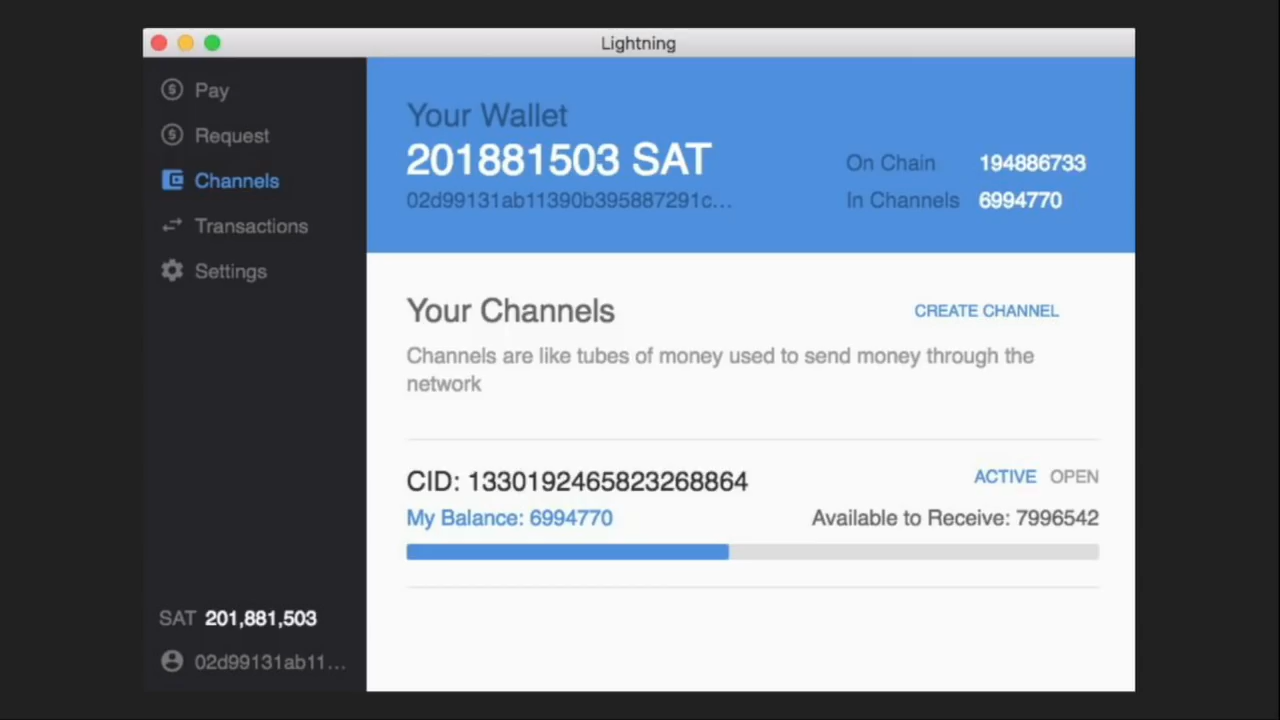 Lightning
Pay
Request
Channels
Transactions
Settings
SAT 201,881,503
02d99131ab11...
Your Wallet
201881503 SAT
02d99131ab11390b395887291c...
On Chain 194886733
In Channels 6994770
Your Channels
CREATE CHANNEL
Channels are like tubes of money used to send money through the
network
CID: 1330192465823268864
ACTIVE OPEN
My Balance: 6994770
Available to Receive: 7996542